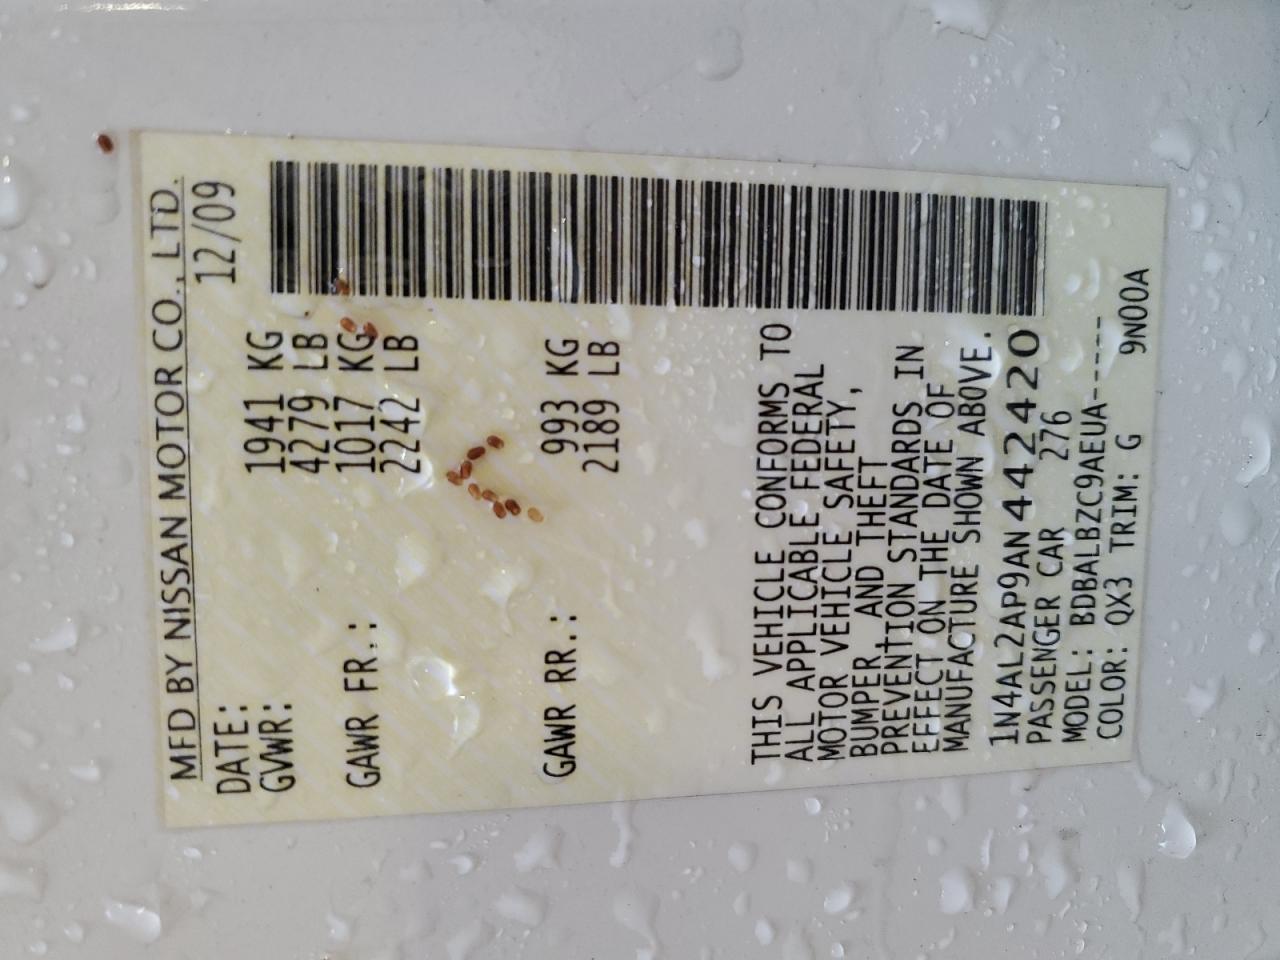 MFD BY NISSAN MOTOR CO., LTD.
DATE: 12/09
GVWR: 1941 KG
4279 LB
GAWR FR.: 1017 KG
2242 LB
GAWR RR.: 993 KG
2189 LB
THIS VEHICLE CONFORMS TO
ALL APPLICABLE FEDERAL
MOTOR VEHICLE SAFETY,
BUMPER, AND THEFT
PREVENTION STANDARDS IN
EFFECT ON THE DATE OF
MANUFACTURE SHOWN ABOVE.
1N4AL2AP9AN442420
PASSENGER CAR 276
MODEL: BDBALBZC9AEUA-----
COLOR: QX3 TRIM: G 9N00A